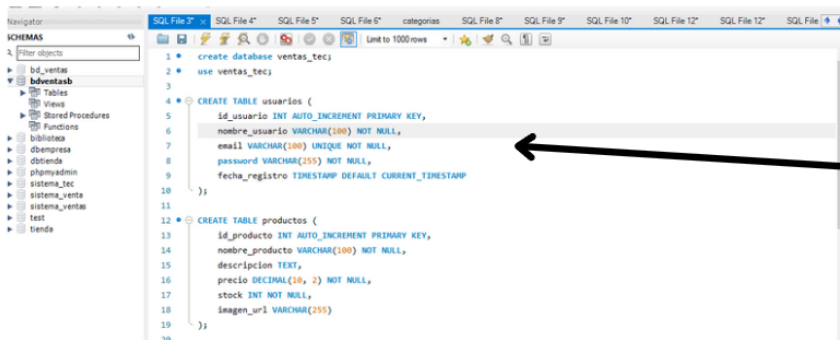 Navigator
SCHEMAS
Filter objects
bd_ventas
bdventasb
Tables
Views
Stored Procedures
Functions
biblioteca
dbempresa
dbtienda
phpmyadmin
sistema_tec
sistema_venta
sistema_ventas
test
tienda
SQL File 3* SQL File 4* SQL File 5* SQL File 6* categorias SQL File 8* SQL File 9* SQL File 10* SQL File 12* SQL File 12* SQL File
Limit to 1000 rows
1 create database ventas_tec;
2 use ventas_tec;
3
4 CREATE TABLE usuarios (
5 id_usuario INT AUTO_INCREMENT PRIMARY KEY,
6 nombre_usuario VARCHAR(100) NOT NULL,
7 email VARCHAR(100) UNIQUE NOT NULL,
8 password VARCHAR(255) NOT NULL,
9 fecha_registro TIMESTAMP DEFAULT CURRENT_TIMESTAMP
10 );
11
12 CREATE TABLE productos (
13 id_producto INT AUTO_INCREMENT PRIMARY KEY,
14 nombre_producto VARCHAR(100) NOT NULL,
15 descripcion TEXT,
16 precio DECIMAL(10, 2) NOT NULL,
17 stock INT NOT NULL,
18 imagen_url VARCHAR(255)
19 );
20